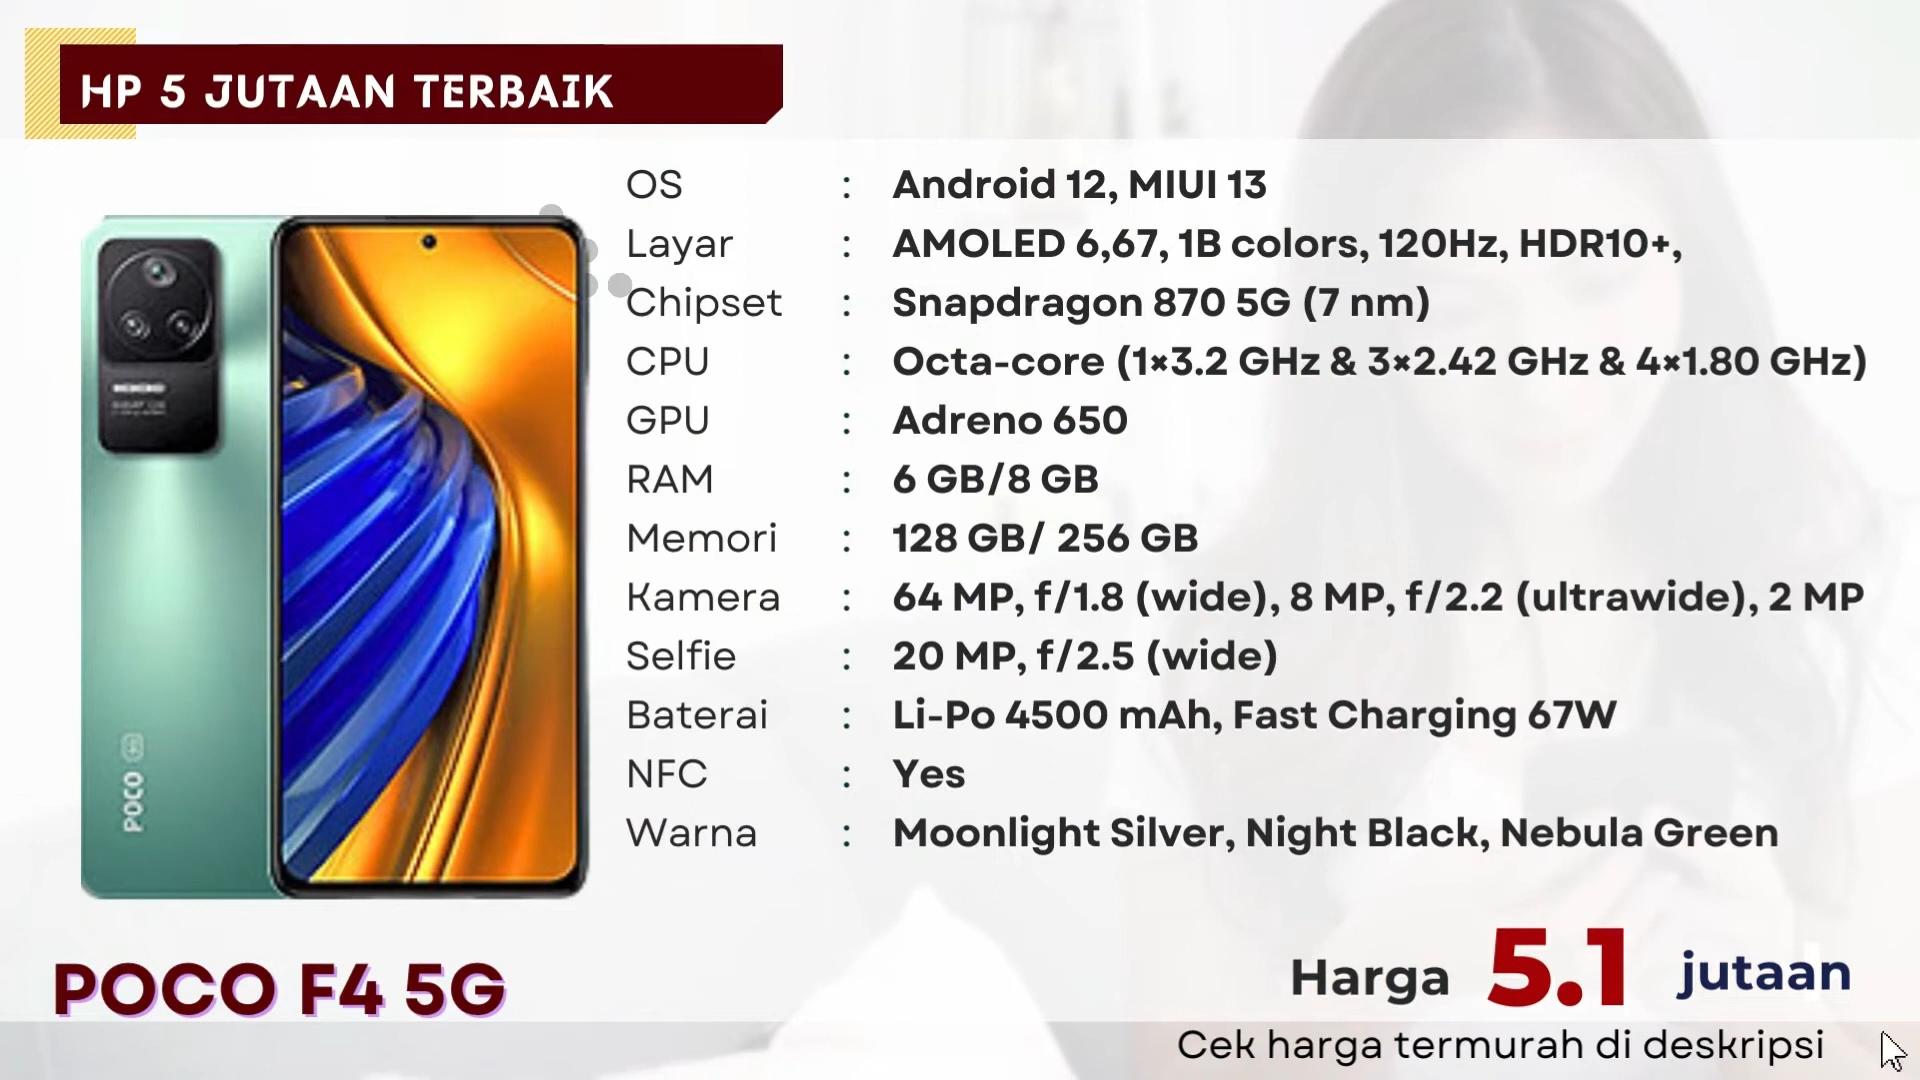 HP 5 JUTAAN TERBAIK
OS : Android 12, MIUI 13
Layar : AMOLED 6,67, 1B colors, 120Hz, HDR10+,
Chipset : Snapdragon 870 5G (7 nm)
CPU : Octa-core (1×3.2 GHz & 3×2.42 GHz & 4×1.80 GHz)
GPU : Adreno 650
RAM : 6 GB/8 GB
Memori : 128 GB/ 256 GB
Kamera : 64 MP, f/1.8 (wide), 8 MP, f/2.2 (ultrawide), 2 MP
Selfie : 20 MP, f/2.5 (wide)
Baterai : Li-Po 4500 mAh, Fast Charging 67W
NFC : Yes
Warna : Moonlight Silver, Night Black, Nebula Green
POCO 5G
POCO F4 5G
Harga 5.1 jutaan
Cek harga termurah di deskripsi